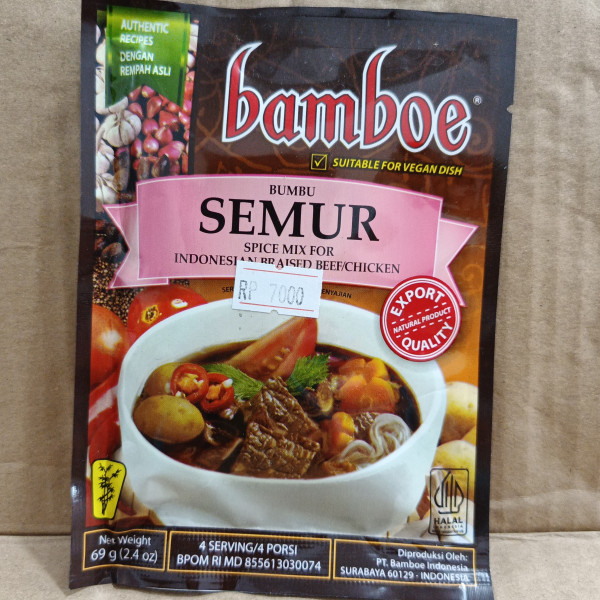 AUTHENTIC
RECIPES
DENGAN
REMPAH ASLI
bamboe®
SUITABLE FOR VEGAN DISH
BUMBU
SEMUR
SPICE MIX FOR
INDONESIAN BRAISED BEEF/CHICKEN
RP 7000
EXPORT
NATURAL PRODUCT
QUALITY
HALAL
INDONESIA
Net Weight
69 g (2.4 oz)
4 SERVING/4 PORSI
BPOM RI MD 855613030074
Diproduksi Oleh:
PT. Bamboe Indonesia
SURABAYA 60129 - INDONESIA